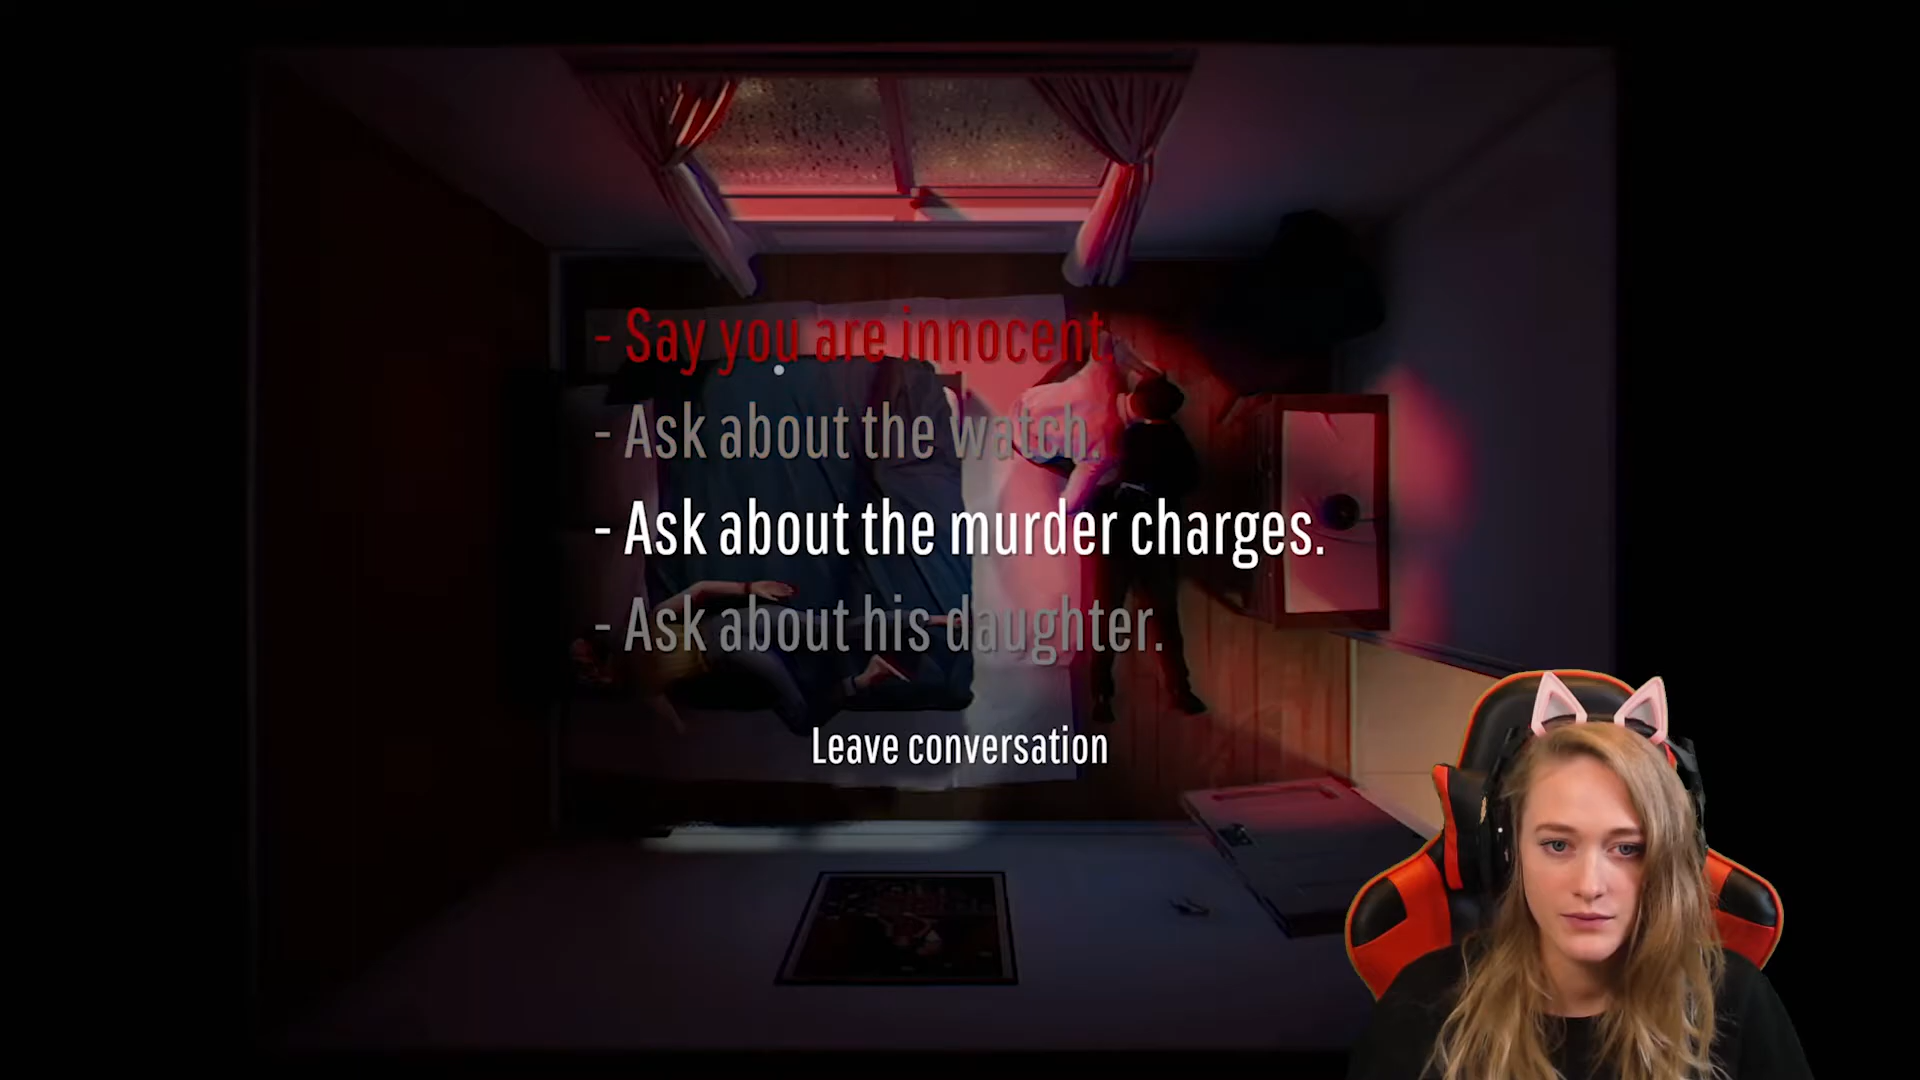 - Say you are innocent.
- Ask about the watch.
- Ask about the murder charges.
- Ask about his daughter.
Leave conversation